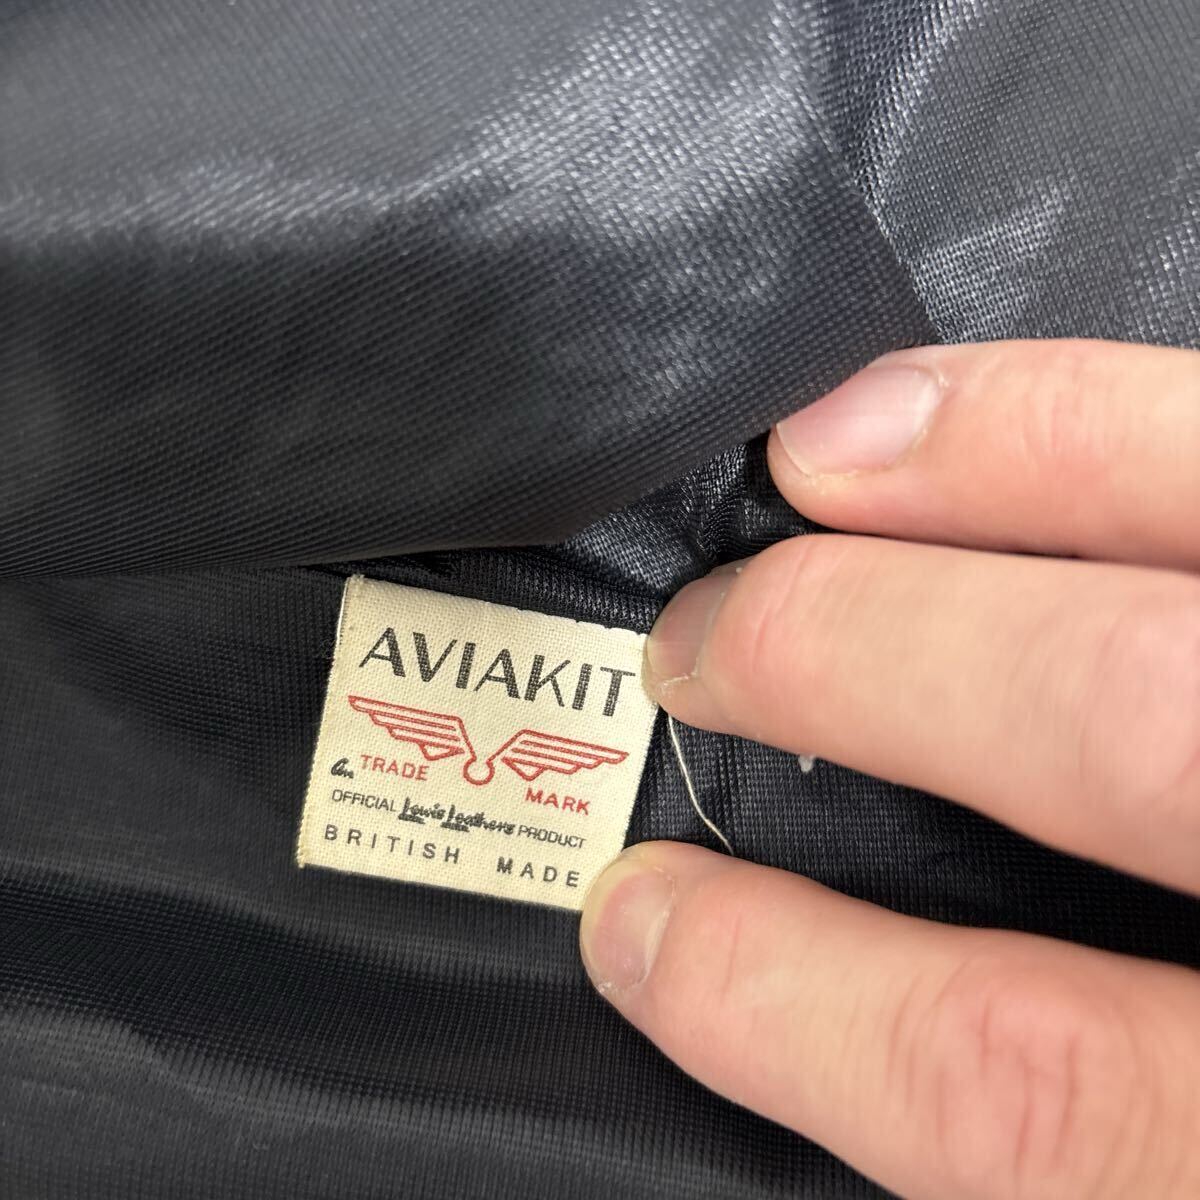 AVIAKIT
An TRADE MARK
OFFICIAL Lewis Leathers PRODUCT
BRITISH MADE